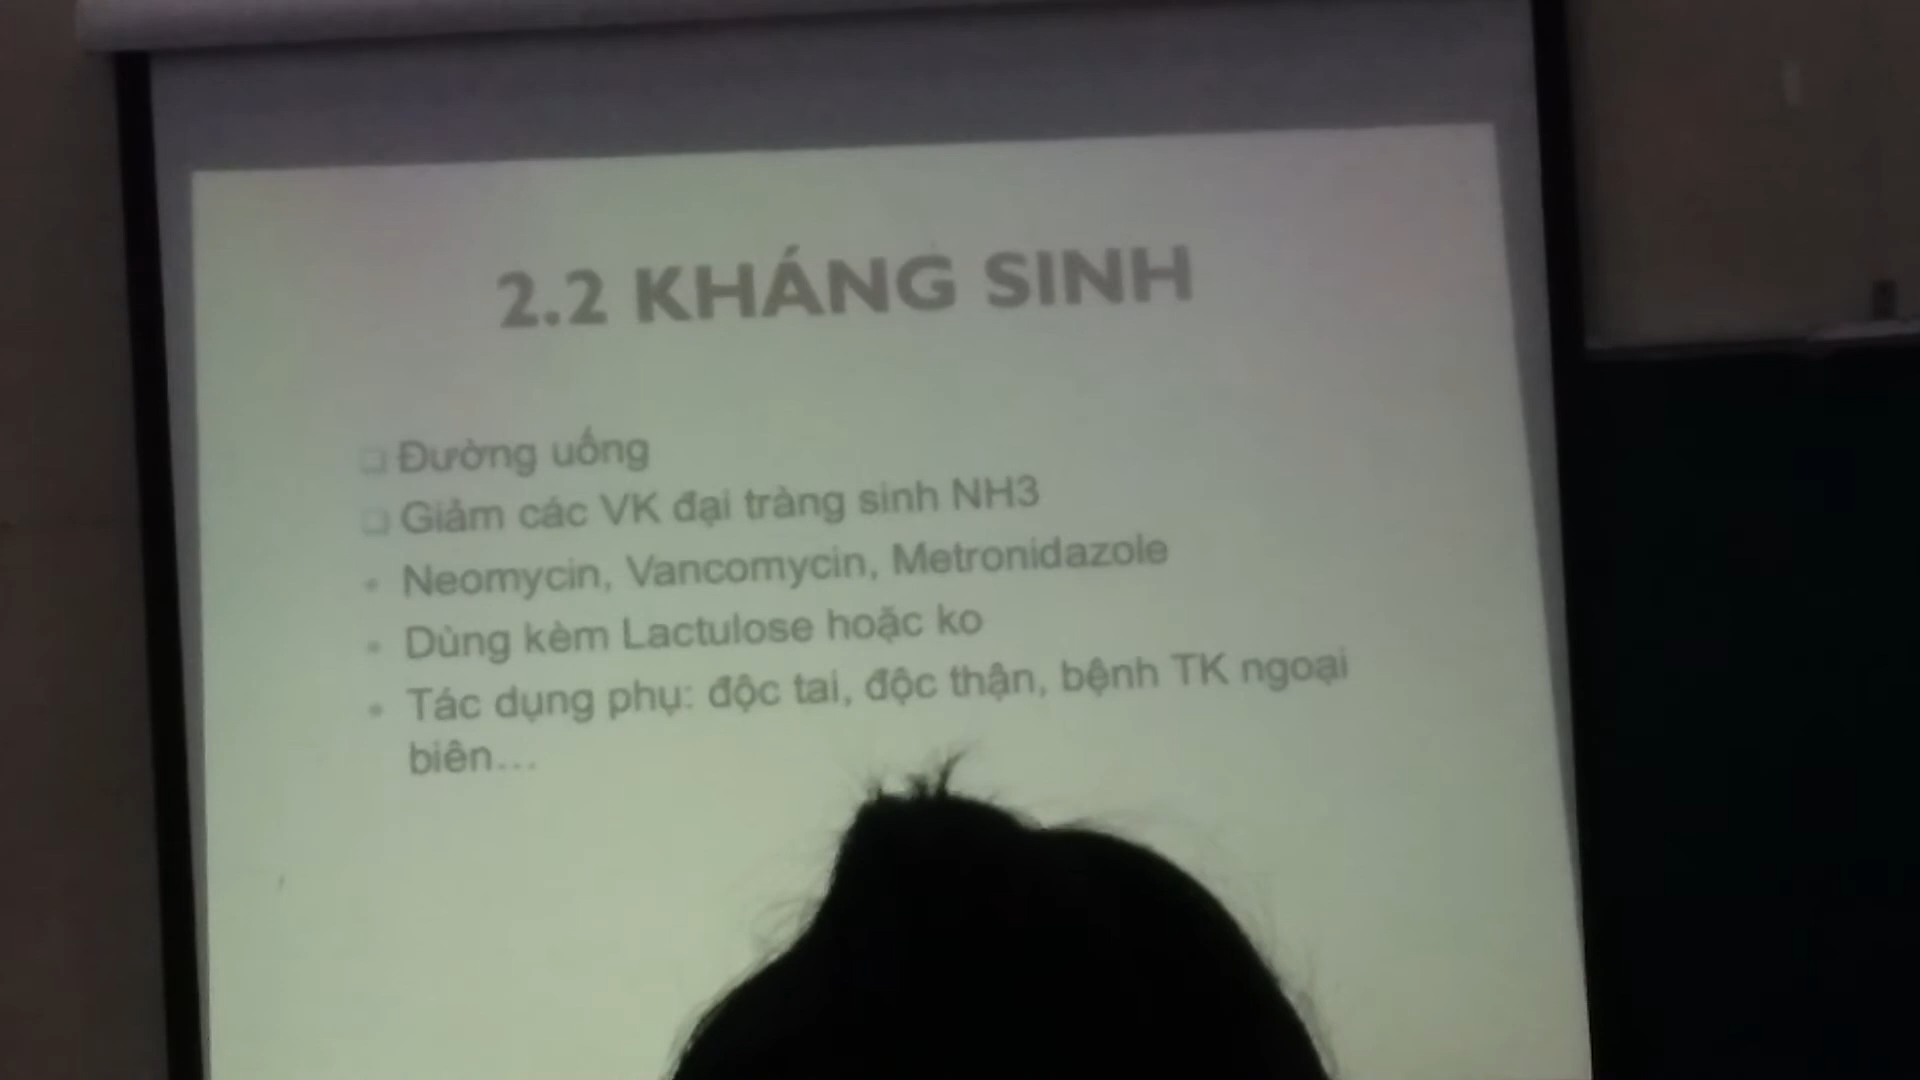 2.2 KHÁNG SINH
Đường uống
Giảm các VK đại tràng sinh NH3
Neomycin, Vancomycin, Metronidazole
Dùng kèm Lactulose hoặc ko
Tác dụng phụ: độc tai, độc thận, bệnh TK ngoại
biên...